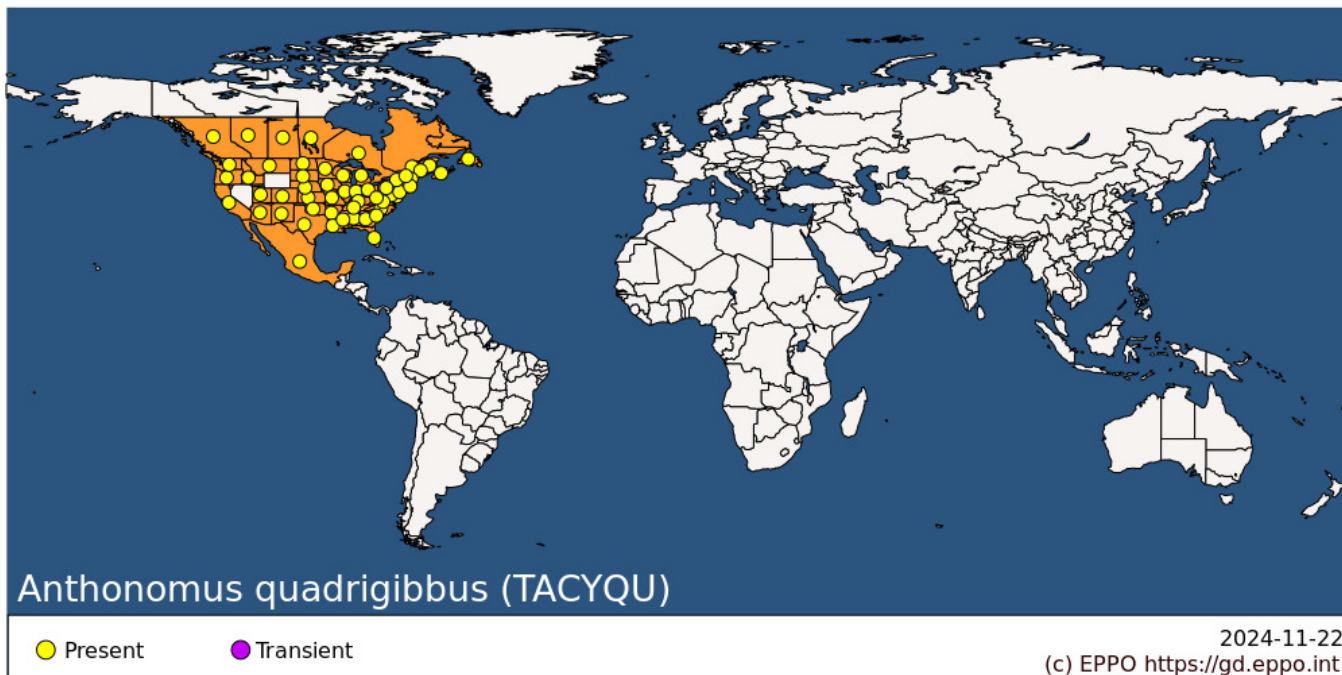 Anthonomus quadrigibbus (TACYQU)
Present
Transient
2024-11-22
(c) EPPO https://gd.eppo.int